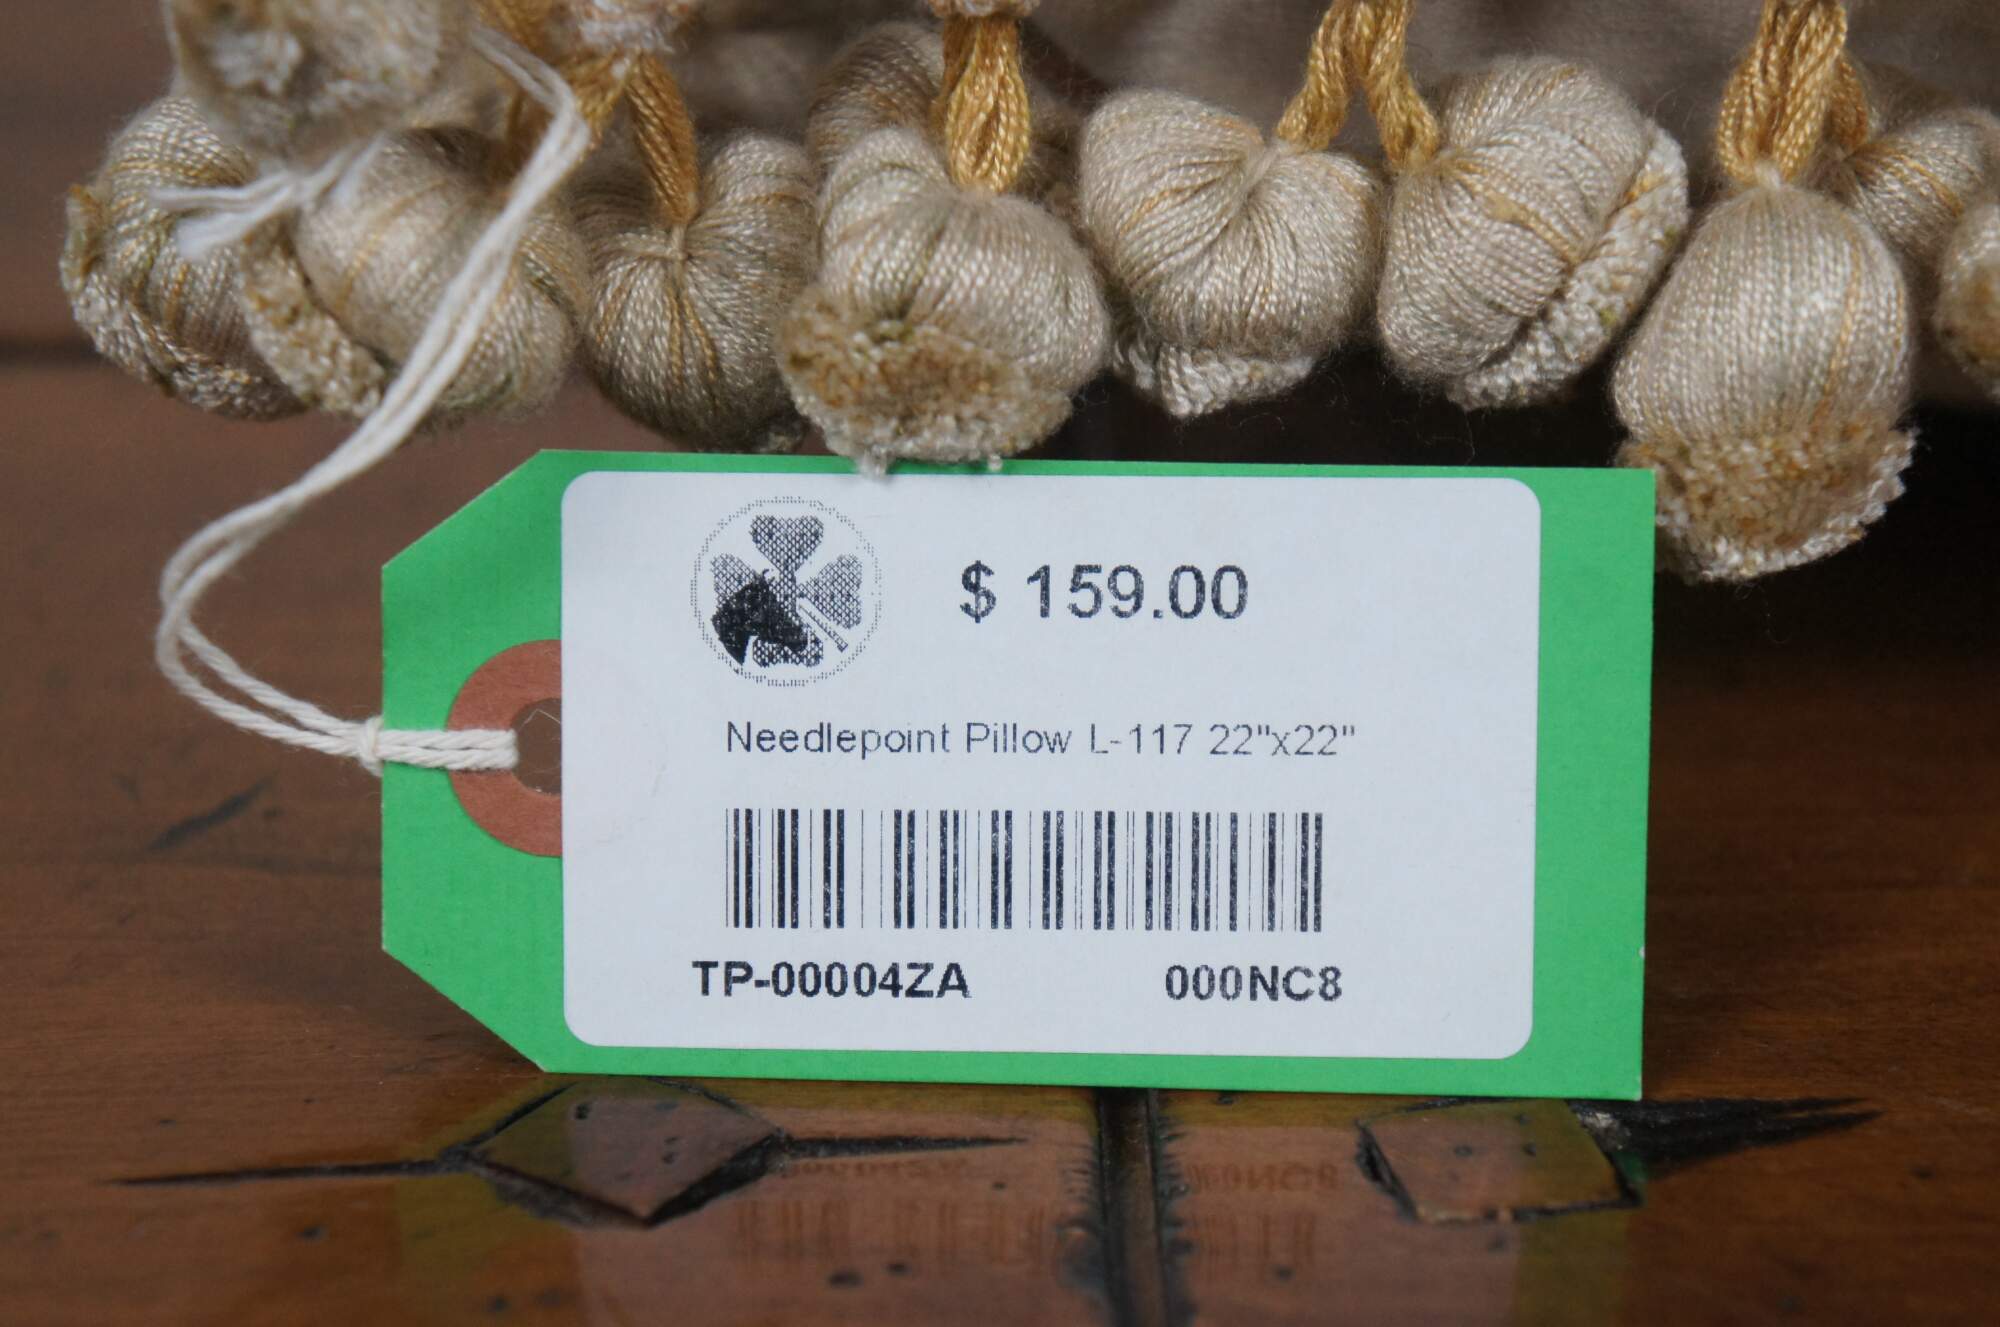 $ 159.00
Needlepoint Pillow L-117 22"x22"
TP-00004ZA 000NC8